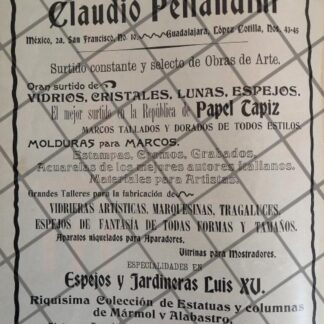 Claudio Pellandini
México, 2a. San Francisco, No. 10. Guadalajara, López Cotilla, Nos. 43-45
Surtido constante y selecto de Obras de Arte.
Gran surtido de
VIDRIOS, CRISTALES, LUNAS, ESPEJOS.
El mejor surtido en la República de Papel Tapiz
MARCOS TALLADOS Y DORADOS DE TODOS ESTILOS.
MOLDURAS para MARCOS.
Estampas, Cromos, Grabados.
Acuarelas de los mejores autores italianos.
Materiales para Artistas.
Grandes Talleres para la fabricación de
VIDRIERAS ARTÍSTICAS, MARQUESINAS, TRAGALUCES,
ESPEJOS DE FANTASÍA DE TODAS FORMAS Y TAMAÑOS.
Aparatos niquelados para Aparadores.
Vitrinas para Mostradores.
ESPECIALIDADES EN
Espejos y Jardineras Luis XV.
Riquísima Colección de Estatuas y columnas
de Mármol y Alabastro.